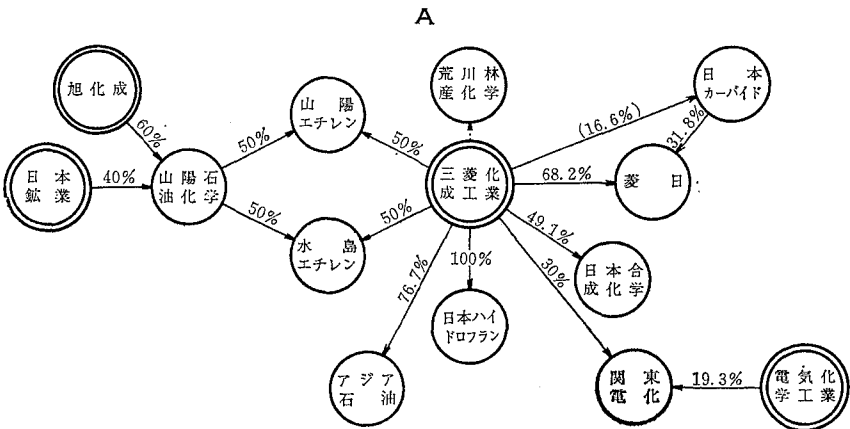 A
旭化成
日本
鉱業
60%
40%
山陽石
油化学
50%
50%
山陽
エチレン
水島
エチレン
50%
50%
荒川林
産化学
三菱化
成工業
(16.6%)
日本
カーバイド
31.8%
68.2%
菱日
49.1%
日本合
成化学
30%
100%
76.7%
日本ハイ
ドロフラン
アジア
石油
関東
電化
19.3%
電気化
学工業